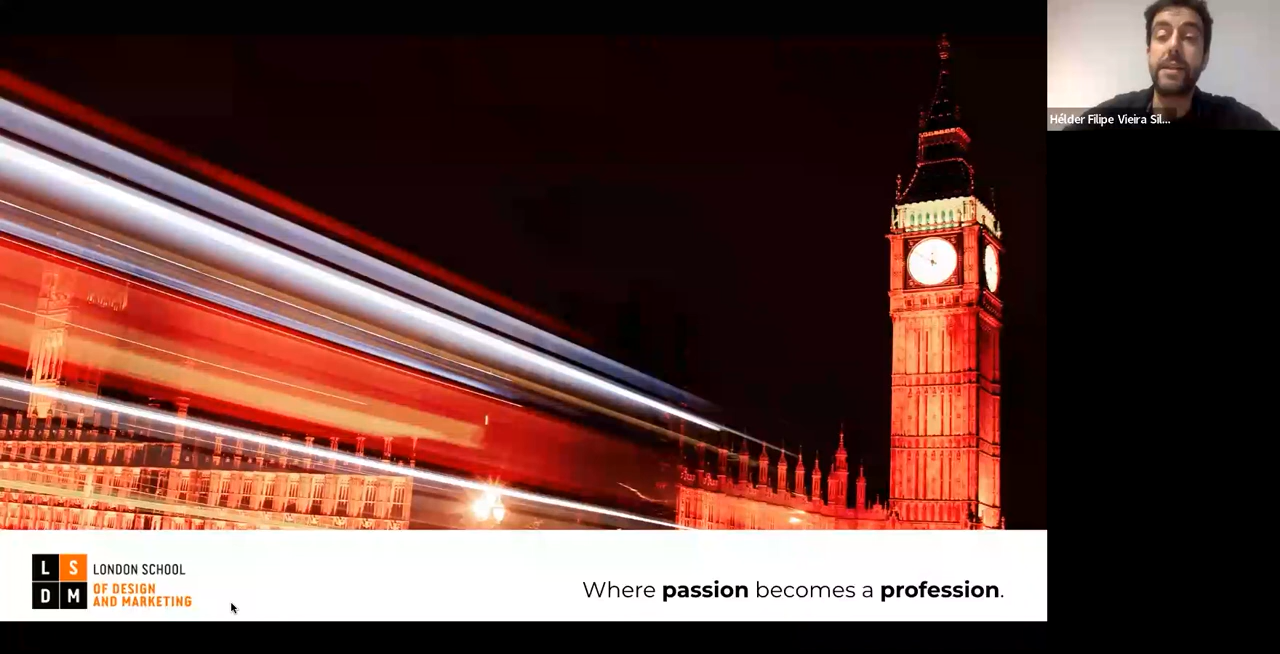 Hélder Filipe Vieira Sil...
L S LONDON SCHOOL
D M OF DESIGN
AND MARKETING
Where passion becomes a profession.